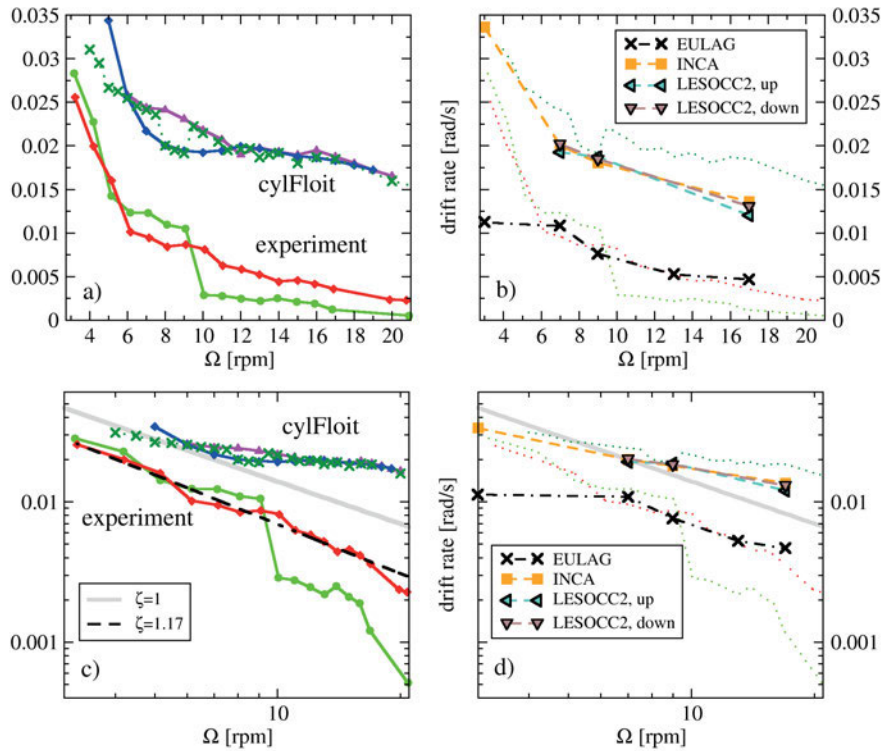 0.035
0.03
0.025
0.02
0.015
0.01
0.005
0
cylFloit
experiment
a)
4 6 8 10 12 14 16 18 20
Ω [rpm]
drift rate [rad/s]
EULAG
INCA
LESOCC2, up
LESOCC2, down
b)
0.035
0.03
0.025
0.02
0.015
0.01
0.005
0
4 6 8 10 12 14 16 18 20
Ω [rpm]
0.01
0.001
cylFloit
experiment
ζ=1
ζ=1.17
c)
10
Ω [rpm]
drift rate [rad/s]
EULAG
INCA
LESOCC2, up
LESOCC2, down
d)
0.01
0.001
10
Ω [rpm]